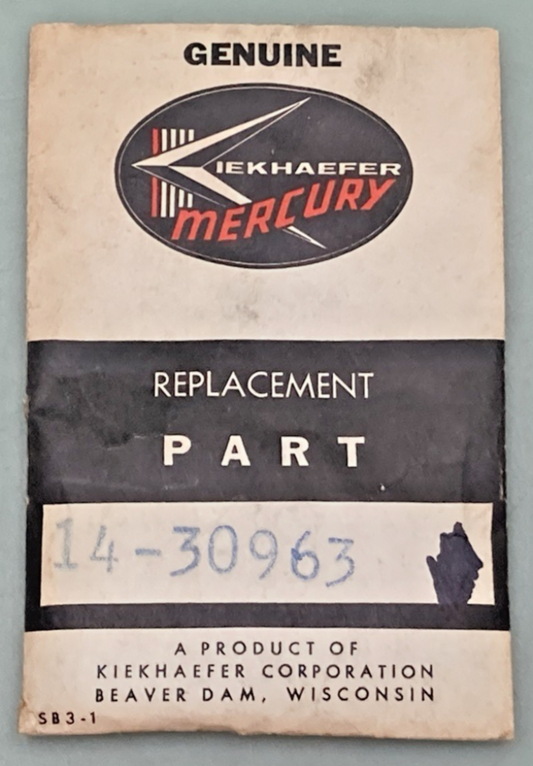 GENUINE
KIEKHAEFER
MERCURY
REPLACEMENT
PART
14-30963
A PRODUCT OF
KIEKHAEFER CORPORATION
BEAVER DAM, WISCONSIN
SB3-1